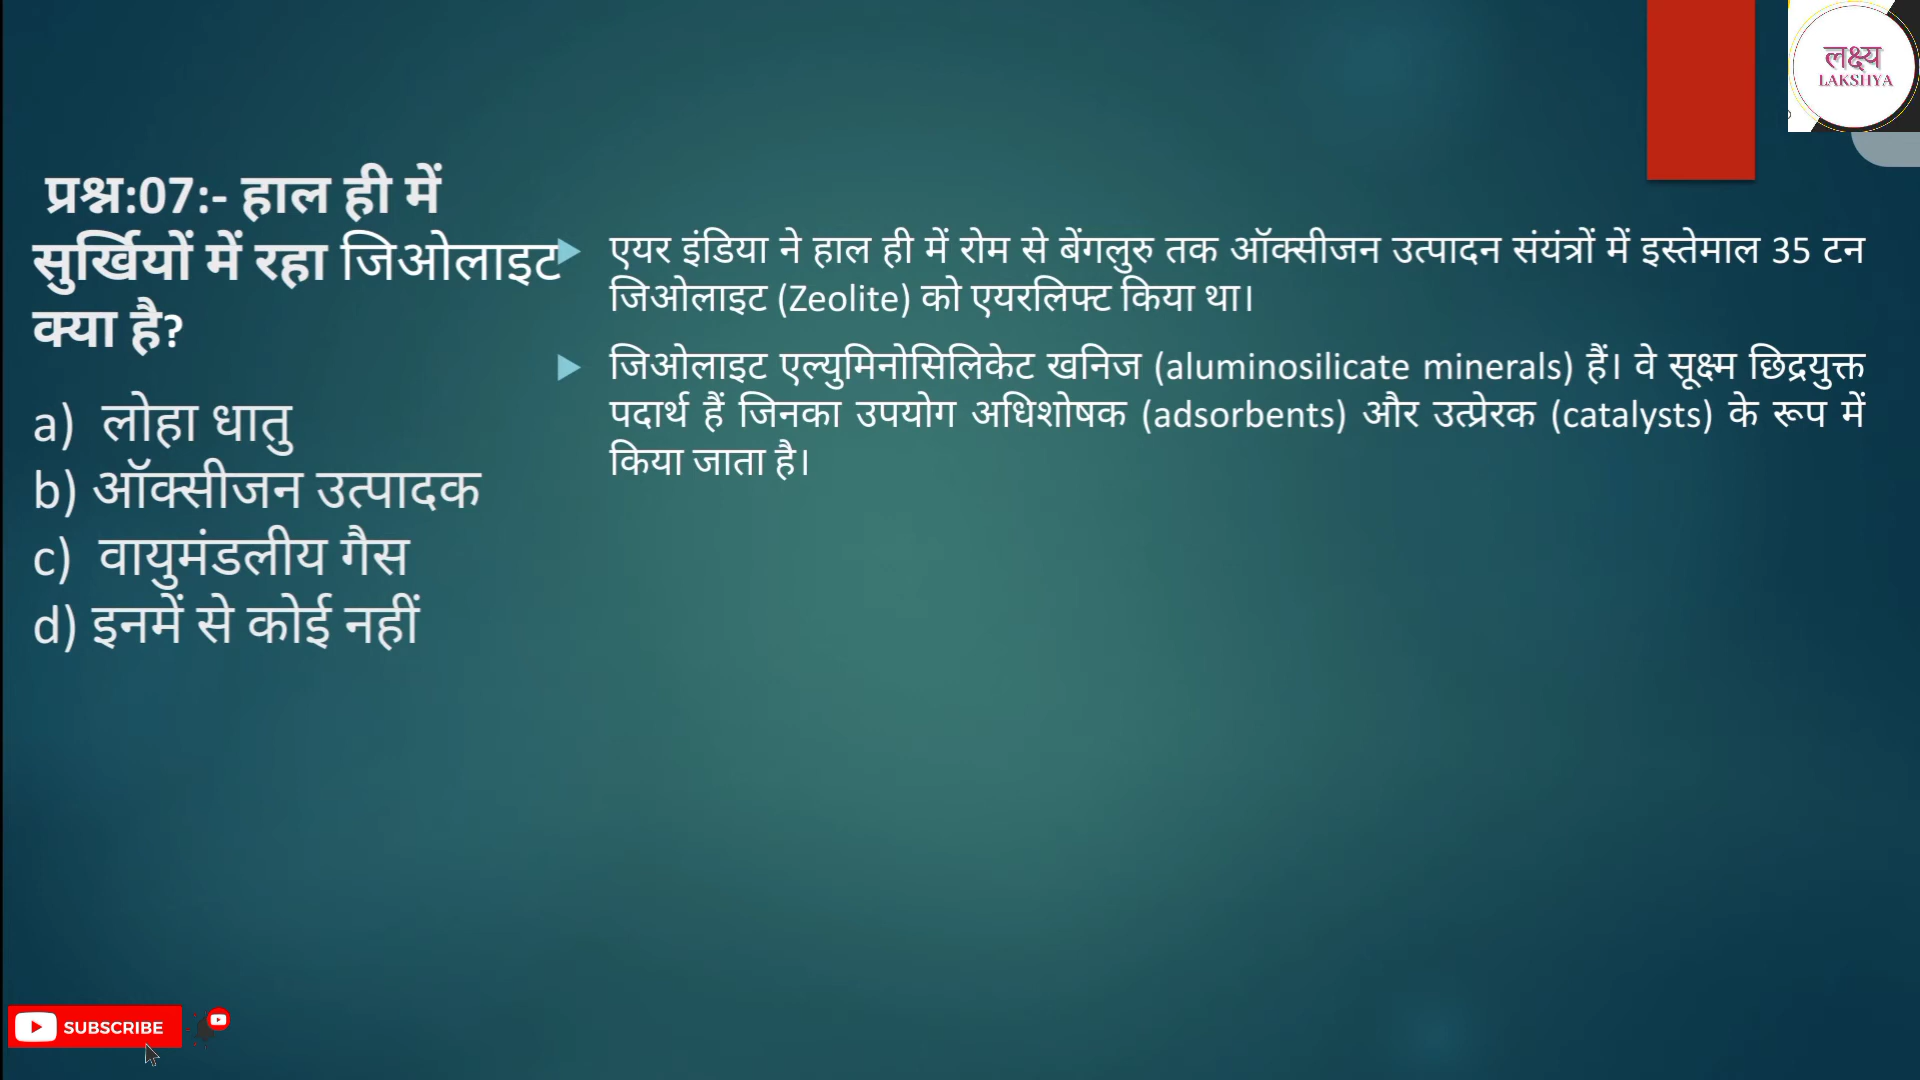 लक्ष्य
LAKSHYA
प्रश्न:07:- हाल ही में
सुर्खियों में रहा जिओलाइट
क्या है?
a) लोहा धातु
b) ऑक्सीजन उत्पादक
c) वायुमंडलीय गैस
d) इनमें से कोई नहीं
एयर इंडिया ने हाल ही में रोम से बेंगलुरु तक ऑक्सीजन उत्पादन संयंत्रों में इस्तेमाल 35 टन
जिओलाइट (Zeolite) को एयरलिफ्ट किया था।
जिओलाइट एल्युमिनोसिलिकेट खनिज (aluminosilicate minerals) हैं। वे सूक्ष्म छिद्रयुक्त
पदार्थ हैं जिनका उपयोग अधिशोषक (adsorbents) और उत्प्रेरक (catalysts) के रूप में
किया जाता है।
SUBSCRIBE